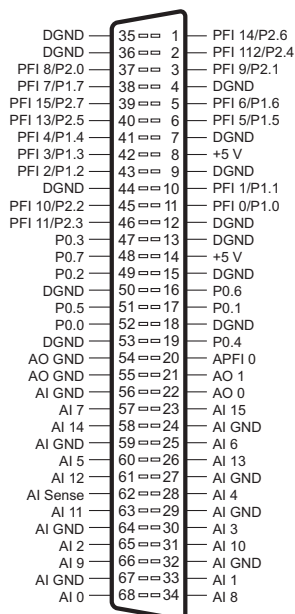 DGND 35 1 PFI 14/P2.6
DGND 36 2 PFI 112/P2.4
PFI 8/P2.0 37 3 PFI 9/P2.1
PFI 7/P1.7 38 4 DGND
PFI 15/P2.7 39 5 PFI 6/P1.6
PFI 13/P2.5 40 6 PFI 5/P1.5
PFI 4/P1.4 41 7 DGND
PFI 3/P1.3 42 8 +5 V
PFI 2/P1.2 43 9 DGND
DGND 44 10 PFI 1/P1.1
PFI 10/P2.2 45 11 PFI 0/P1.0
PFI 11/P2.3 46 12 DGND
P0.3 47 13 DGND
P0.7 48 14 +5 V
P0.2 49 15 DGND
DGND 50 16 P0.6
P0.5 51 17 P0.1
P0.0 52 18 DGND
DGND 53 19 P0.4
AO GND 54 20 APFI 0
AO GND 55 21 AO 1
AI GND 56 22 AO 0
AI 7 57 23 AI 15
AI 14 58 24 AI GND
AI GND 59 25 AI 6
AI 5 60 26 AI 13
AI 12 61 27 AI GND
AI Sense 62 28 AI 4
AI 11 63 29 AI GND
AI GND 64 30 AI 3
AI 2 65 31 AI 10
AI 9 66 32 AI GND
AI GND 67 33 AI 1
AI 0 68 34 AI 8